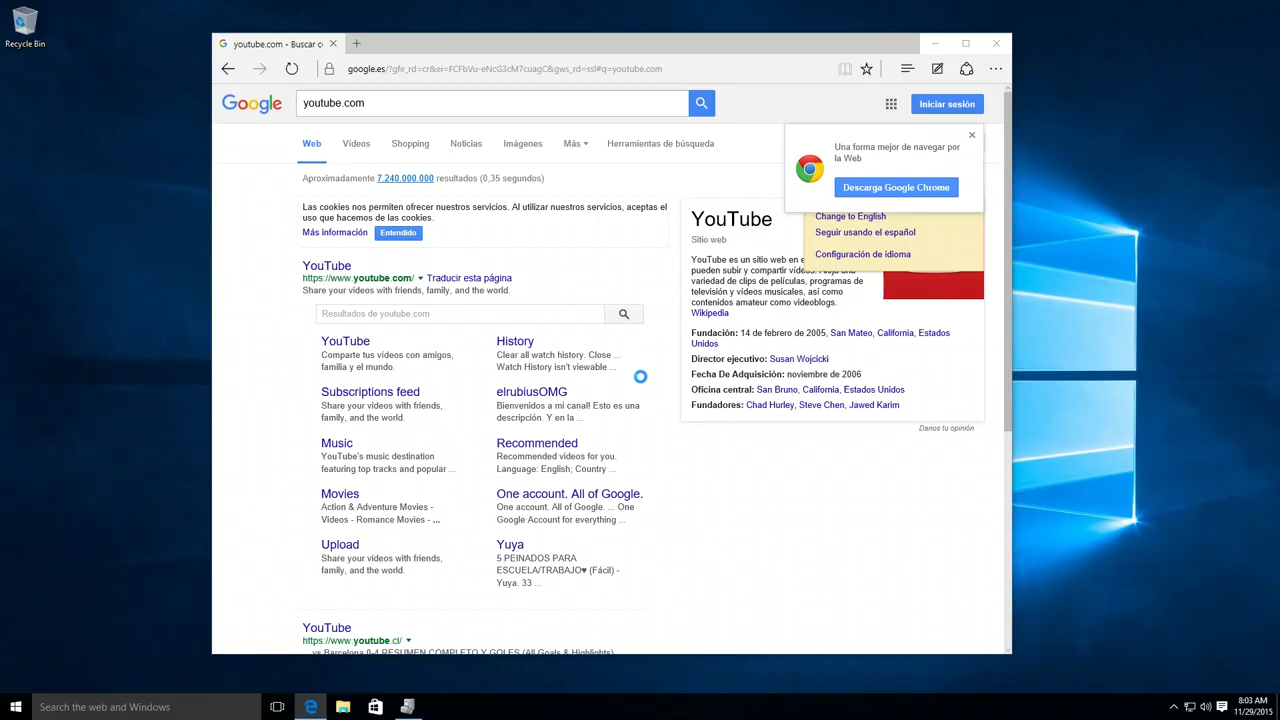 Recycle Bin
youtube.com - Buscar c
google.es/?gfe_rd=cr&ei=FCFbVu-eNcG3cM7cuagC&gws_rd=ssl#q=youtube.com
Google
youtube.com
Iniciar sesión
Web Vídeos Shopping Noticias Imágenes Más Herramientas de búsqueda
Una forma mejor de navegar por
la Web
Descarga Google Chrome
Aproximadamente 7.240.000.000 resultados (0,35 segundos)
Las cookies nos permiten ofrecer nuestros servicios. Al utilizar nuestros servicios, aceptas el
uso que hacemos de las cookies.
Más información Entendido
Change to English
Seguir usando el español
Configuración de idioma
YouTube
https://www.youtube.com/ Traducir esta página
Share your videos with friends, family, and the world.
Resultados de youtube.com
YouTube
Comparte tus vídeos con amigos,
familia y el mundo.
History
Clear all watch history. Close ...
Watch History isn't viewable ...
Subscriptions feed
Share your videos with friends,
family, and the world.
elrubiusOMG
Bienvenidos a mi canal! Esto es una
descripción. Y en la ...
Music
YouTube's music destination
featuring top tracks and popular ...
Recommended
Recommended videos for you.
Language: English; Country ...
Movies
Action & Adventure Movies -
Videos - Romance Movies - ...
One account. All of Google.
One account. All of Google. ... One
Google Account for everything ...
Upload
Share your videos with friends,
family, and the world.
Yuya
5 PEINADOS PARA
ESCUELA/TRABAJO♥ (Fácil) -
Yuya. 33 ...
YouTube
https://www.youtube.cl/
... vs Barcelona 0-4 RESUMEN COMPLETO Y GOLES (All Goals & Highlights)
YouTube
Sitio web
YouTube es un sitio web en e
pueden subir y compartir vídeos. Aloja una
variedad de clips de películas, programas de
televisión y vídeos musicales, así como
contenidos amateur como videoblogs.
Wikipedia
Fundación: 14 de febrero de 2005, San Mateo, California, Estados
Unidos
Director ejecutivo: Susan Wojcicki
Fecha De Adquisición: noviembre de 2006
Oficina central: San Bruno, California, Estados Unidos
Fundadores: Chad Hurley, Steve Chen, Jawed Karim
Danos tu opinión
Search the web and Windows
8:03 AM
11/29/2015